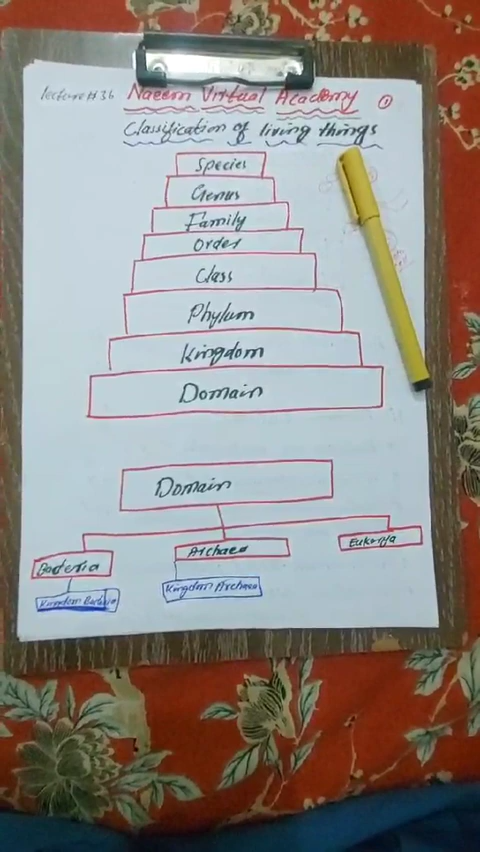 lecture # 36 Naeem Virtual Academy ①
Classification of living things
Species
Genus
Family
Order
Class
Phylum
Kingdom
Domain
Domain
Bacteria Archaea Eukarya
Kingdom Bacteria Kingdom Archaea